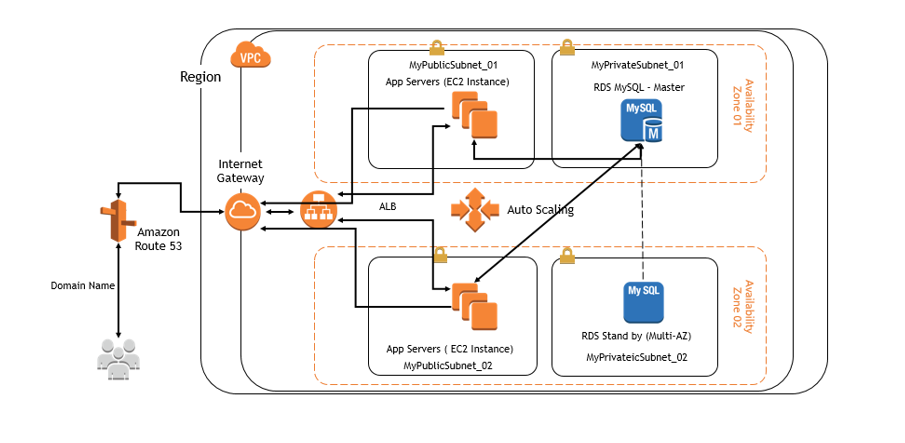 VPC
Region
MyPublicSubnet_01
App Servers (EC2 Instance)
MyPrivateSubnet_01
RDS MySQL - Master
MySQL
M
Availability
Zone 01
Internet
Gateway
ALB
Auto Scaling
Amazon
Route 53
Domain Name
App Servers ( EC2 Instance)
MyPublicSubnet_02
My SQL
RDS Stand by (Multi-AZ)
MyPrivateicSubnet_02
Availability
Zone 02